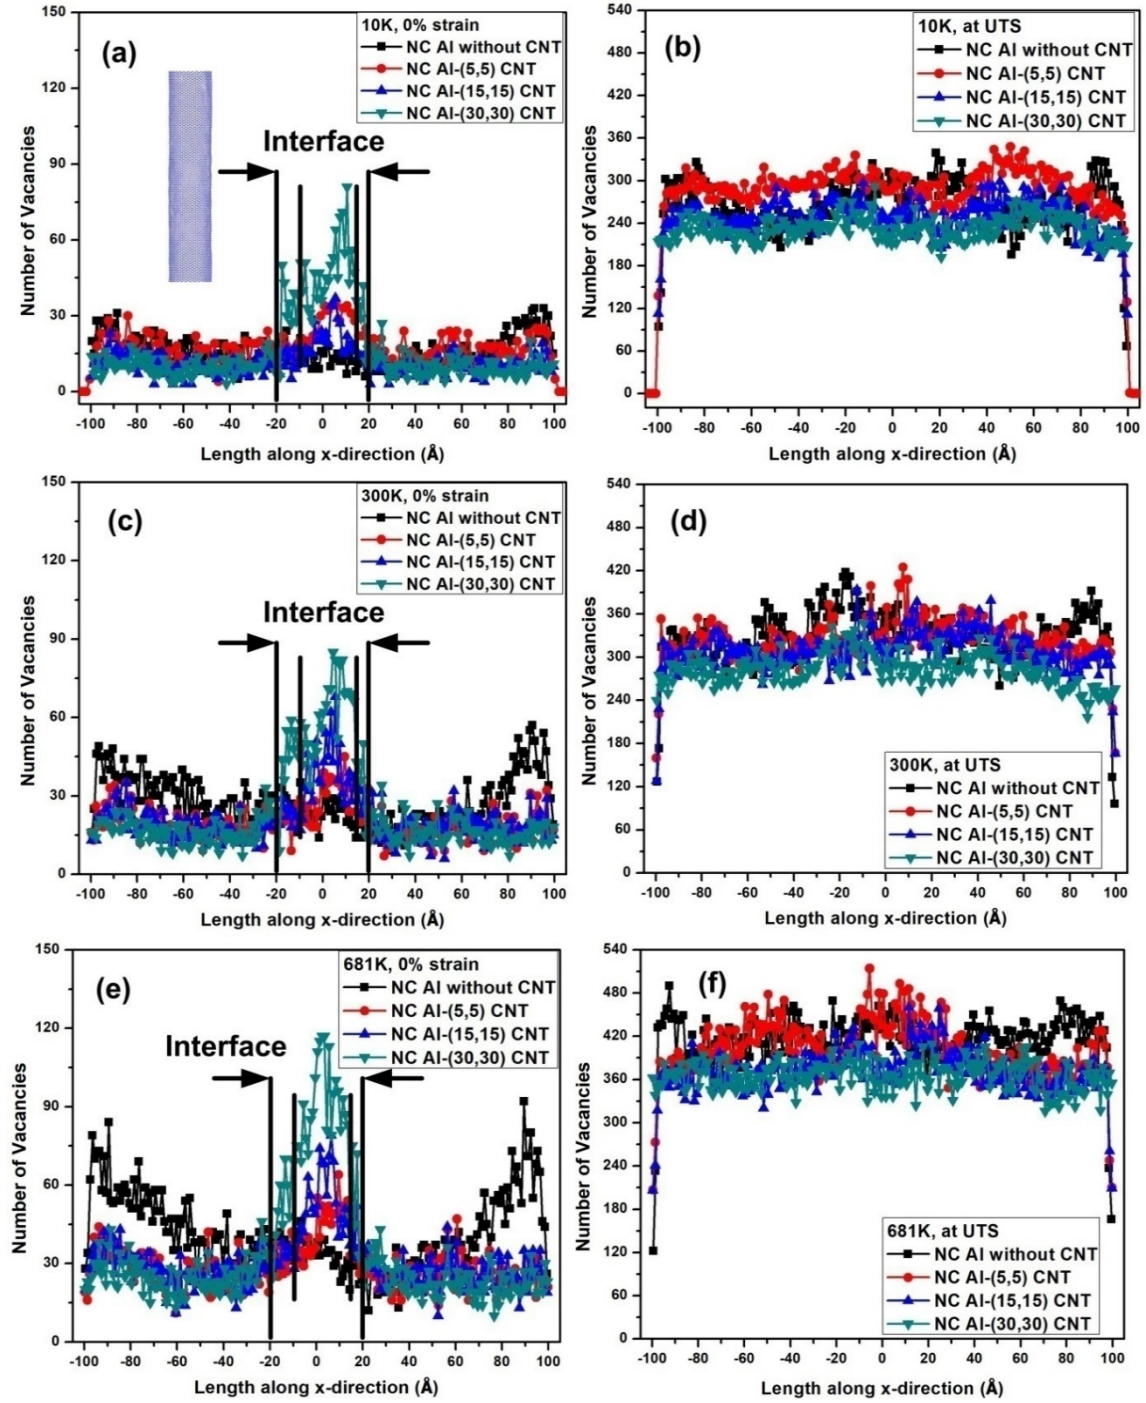 (a)
10K, 0% strain
NC Al without CNT
NC Al-(5,5) CNT
NC Al-(15,15) CNT
NC Al-(30,30) CNT
Interface
150
120
90
60
30
0
Number of Vacancies
-100 -80 -60 -40 -20 0 20 40 60 80 100
Length along x-direction (Å)
(b)
10K, at UTS
NC Al without CNT
NC Al-(5,5) CNT
NC Al-(15,15) CNT
NC Al-(30,30) CNT
540
480
420
360
300
240
180
120
60
0
Number of Vacancies
-100 -80 -60 -40 -20 0 20 40 60 80 100
Length along x-direction (Å)
(c)
300K, 0% strain
NC Al without CNT
NC Al-(5,5) CNT
NC Al-(15,15) CNT
NC Al-(30,30) CNT
Interface
150
120
90
60
30
0
Number of Vacancies
-100 -80 -60 -40 -20 0 20 40 60 80 100
Length along x-direction (Å)
(d)
540
480
420
360
300
240
180
120
60
0
Number of Vacancies
300K, at UTS
NC Al without CNT
NC Al-(5,5) CNT
NC Al-(15,15) CNT
NC Al-(30,30) CNT
-100 -80 -60 -40 -20 0 20 40 60 80 100
Length along x-direction (Å)
(e)
681K, 0% strain
NC Al without CNT
NC Al-(5,5) CNT
NC Al-(15,15) CNT
NC Al-(30,30) CNT
Interface
150
120
90
60
30
0
Number of Vacancies
-100 -80 -60 -40 -20 0 20 40 60 80 100
Length along x-direction (Å)
(f)
540
480
420
360
300
240
180
120
60
0
Number of Vacancies
681K, at UTS
NC Al without CNT
NC Al-(5,5) CNT
NC Al-(15,15) CNT
NC Al-(30,30) CNT
-100 -80 -60 -40 -20 0 20 40 60 80 100
Length along x-direction (Å)